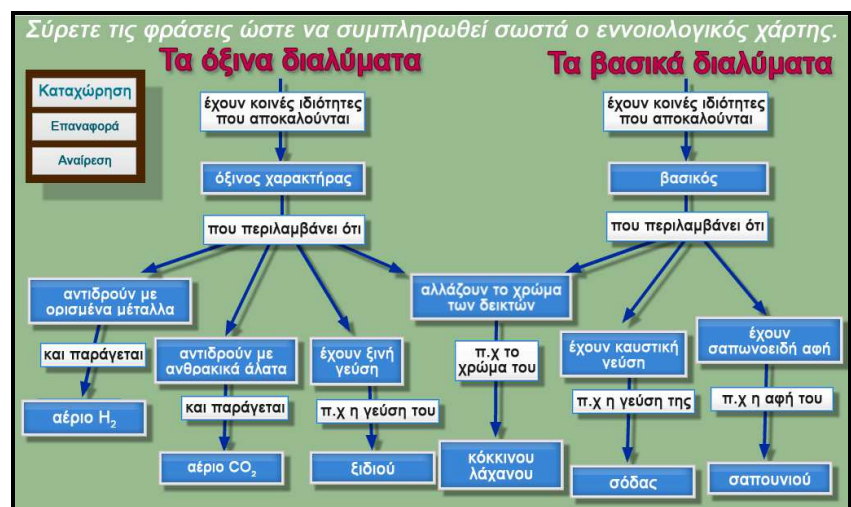 Σύρετε τις φράσεις ώστε να συμπληρωθεί σωστά ο εννοιολογικός χάρτης.
Τα όξινα διαλύματα
Τα βασικά διαλύματα
Καταχώρηση
Επαναφορά
Αναίρεση
έχουν κοινές ιδιότητες
που αποκαλούνται
έχουν κοινές ιδιότητες
που αποκαλούνται
όξινος χαρακτήρας
βασικός
που περιλαμβάνει ότι
που περιλαμβάνει ότι
αντιδρούν με
ορισμένα μέταλλα
αλλάζουν το χρώμα
των δεικτών
και παράγεται
αντιδρούν με
ανθρακικά άλατα
έχουν ξινή
γεύση
π.χ το
χρώμα του
έχουν καυστική
γεύση
έχουν
σαπωνοειδή αφή
αέριο H₂
και παράγεται
π.χ η γεύση του
π.χ η γεύση της
π.χ η αφή του
αέριο CO₂
ξιδιού
κόκκινου
λάχανου
σόδας
σαπουνιού